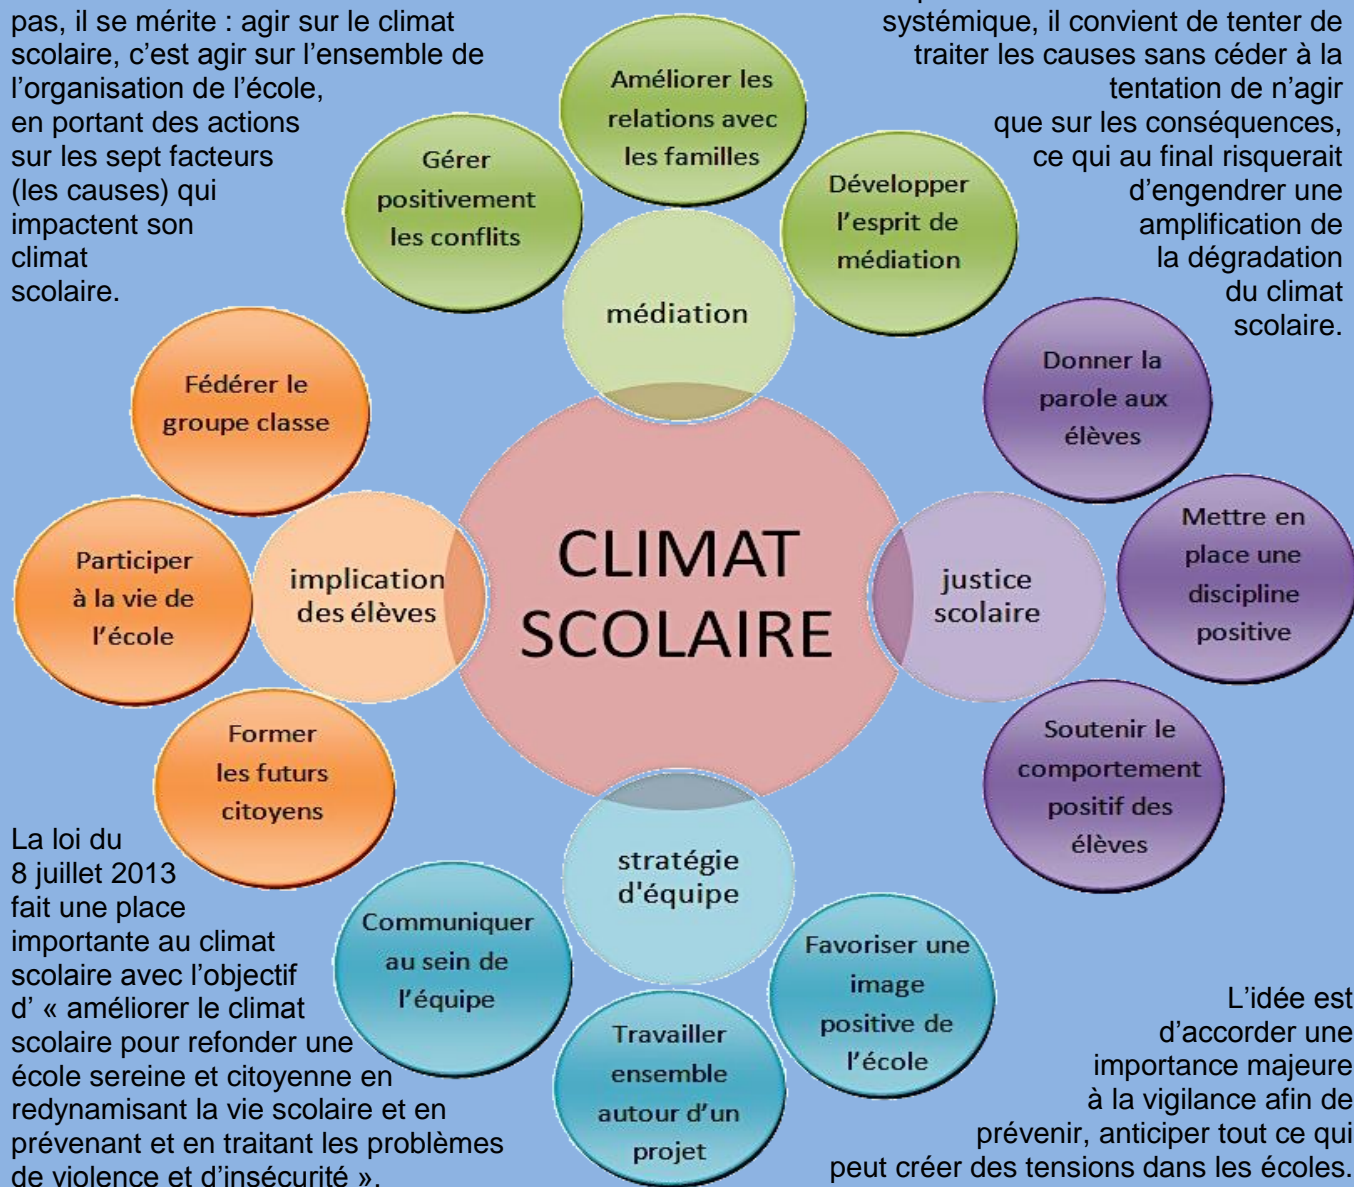 pas, il se mérite : agir sur le climat
scolaire, c’est agir sur l’ensemble de
l’organisation de l’école,
en portant des actions
sur les sept facteurs
(les causes) qui
impactent son
climat
scolaire.
systémique, il convient de tenter de
traiter les causes sans céder à la
tentation de n’agir
que sur les conséquences,
ce qui au final risquerait
d’engendrer une
amplification de
la dégradation
du climat
scolaire.
Améliorer les
relations avec
les familles
Gérer
positivement
les conflits
Développer
l’esprit de
médiation
médiation
Donner la
parole aux
élèves
Fédérer le
groupe classe
Mettre en
place une
discipline
positive
Participer
à la vie de
l’école
implication
des élèves
CLIMAT
SCOLAIRE
justice
scolaire
Former
les futurs
citoyens
Soutenir le
comportement
positif des
élèves
stratégie
d'équipe
Communiquer
au sein de
l’équipe
Favoriser une
image
positive de
l’école
Travailler
ensemble
autour d’un
projet
La loi du
8 juillet 2013
fait une place
importante au climat
scolaire avec l’objectif
d’ « améliorer le climat
scolaire pour refonder une
école sereine et citoyenne en
redynamisant la vie scolaire et en
prévenant et en traitant les problèmes
de violence et d’insécurité ».
L’idée est
d’accorder une
importance majeure
à la vigilance afin de
prévenir, anticiper tout ce qui
peut créer des tensions dans les écoles.